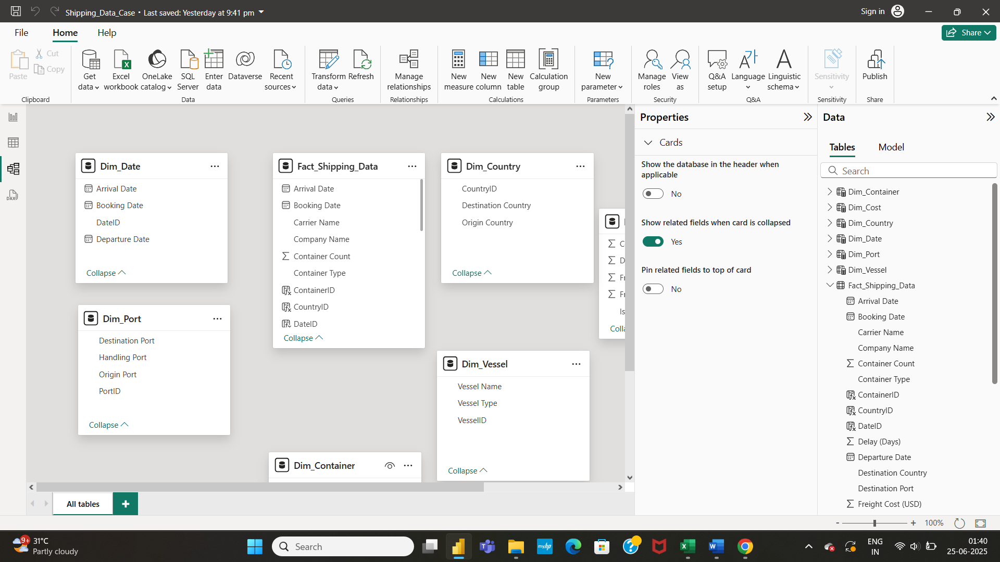 Shipping_Data_Case • Last saved: Yesterday at 9:41 pm
Sign in
File
Home
Help
Share
Paste
Cut
Copy
Clipboard
Get data
Excel workbook
OneLake catalog
SQL Server
Enter data
Dataverse
Recent sources
Data
Transform data
Refresh
Queries
Manage relationships
Relationships
New measure
New column
New table
Calculation group
Calculations
New parameter
Parameters
Manage roles
View as
Security
Q&A setup
Language
Linguistic schema
Q&A
Sensitivity
Sensitivity
Publish
Share
DAX
Dim_Date
Arrival Date
Booking Date
DateID
Departure Date
Collapse
Fact_Shipping_Data
Arrival Date
Booking Date
Carrier Name
Company Name
Container Count
Container Type
ContainerID
CountryID
DateID
Collapse
Dim_Country
CountryID
Destination Country
Origin Country
Collapse
C
D
Fr
Fr
Is
Colla
Dim_Port
Destination Port
Handling Port
Origin Port
PortID
Collapse
Dim_Vessel
Vessel Name
Vessel Type
VesselID
Collapse
Dim_Container
All tables
Properties
Cards
Show the database in the header when
applicable
No
Show related fields when card is collapsed
Yes
Pin related fields to top of card
No
Data
Tables
Model
Search
Dim_Container
Dim_Cost
Dim_Country
Dim_Date
Dim_Port
Dim_Vessel
Fact_Shipping_Data
Arrival Date
Booking Date
Carrier Name
Company Name
Container Count
Container Type
ContainerID
CountryID
DateID
Delay (Days)
Departure Date
Destination Country
Destination Port
Freight Cost (USD)
- + 100%
9+
31°C
Partly cloudy
Search
myhp
ENG
IN
01:40
25-06-2025